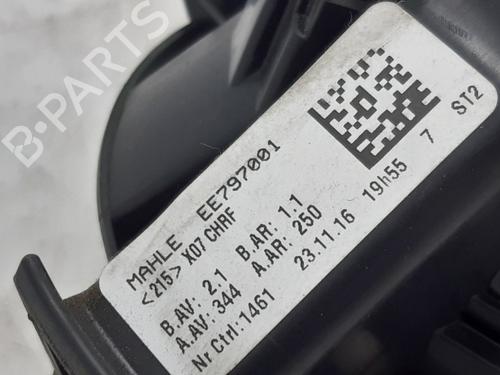 B-PARTS
MAHLE EE797001
<215> X07 CHRF
B.AV: 2.1 B.AR: 1.1
A.AV: 344 A.AR: 250
Nr Ctrl:1461 23.11.16 19h55 7 ST2